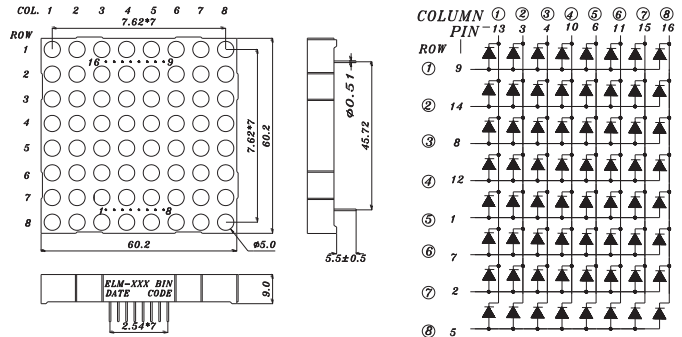 COL. 1 2 3 4 5 6 7 8
7.62*7
ROW
1
2
3
4
5
6
7
8
16 9
1 8
7.62*7
60.2
60.2
ø5.0
ø0.51
45.72
5.5±0.5
ELM-XXX BIN
DATE CODE
2.54*7
9.0
COLUMN ① ② ③ ④ ⑤ ⑥ ⑦ ⑧
PIN 13 3 4 10 6 11 15 16
ROW
① 9
② 14
③ 8
④ 12
⑤ 1
⑥ 7
⑦ 2
⑧ 5